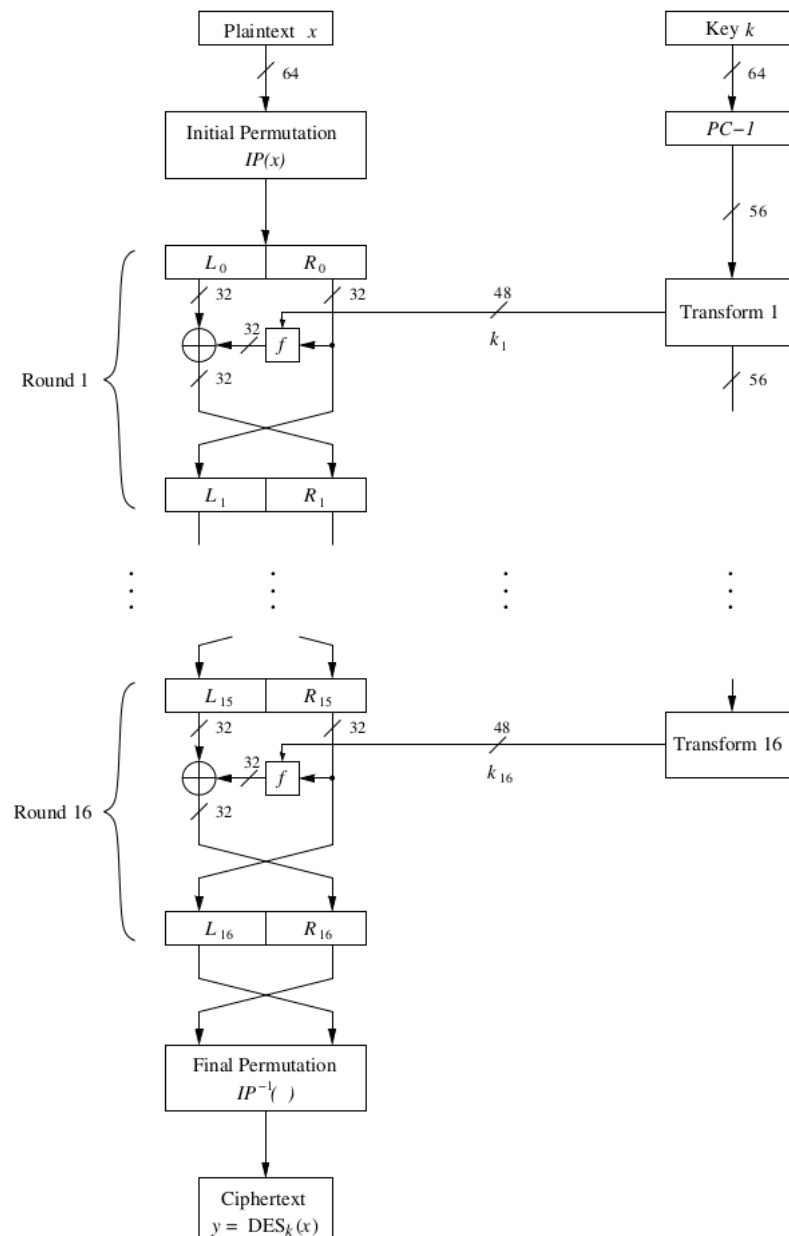 Plaintext x
Key k
64
64
Initial Permutation
IP(x)
PC−1
56
L0 R0
32
32
48
Transform 1
32
f
k1
Round 1
32
56
L1 R1
L15 R15
32
32
48
Transform 16
32
f
k16
Round 16
32
L16 R16
Final Permutation
IP−1( )
Ciphertext
y = DESk(x)